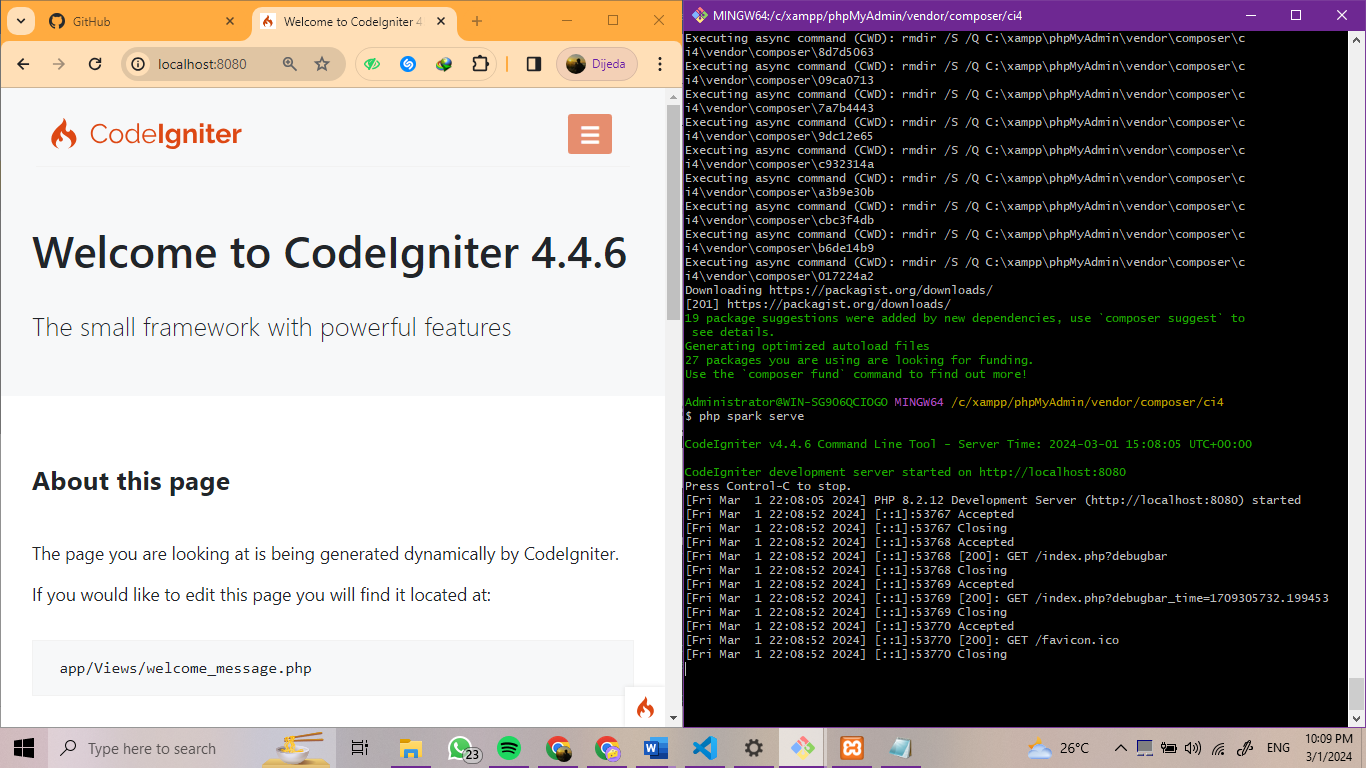 GitHub
Welcome to CodeIgniter 4
localhost:8080
Dijeda
CodeIgniter
Welcome to CodeIgniter 4.4.6
The small framework with powerful features
About this page
The page you are looking at is being generated dynamically by CodeIgniter.
If you would like to edit this page you will find it located at:
app/Views/welcome_message.php
MINGW64:/c/xampp/phpMyAdmin/vendor/composer/ci4
Executing async command (CWD): rmdir /S /Q C:\xampp\phpMyAdmin\vendor\composer\c
i4\vendor\composer\8d7d5063
Executing async command (CWD): rmdir /S /Q C:\xampp\phpMyAdmin\vendor\composer\c
i4\vendor\composer\09ca0713
Executing async command (CWD): rmdir /S /Q C:\xampp\phpMyAdmin\vendor\composer\c
i4\vendor\composer\7a7b4443
Executing async command (CWD): rmdir /S /Q C:\xampp\phpMyAdmin\vendor\composer\c
i4\vendor\composer\9dc12e65
Executing async command (CWD): rmdir /S /Q C:\xampp\phpMyAdmin\vendor\composer\c
i4\vendor\composer\c932314a
Executing async command (CWD): rmdir /S /Q C:\xampp\phpMyAdmin\vendor\composer\c
i4\vendor\composer\a3b9e30b
Executing async command (CWD): rmdir /S /Q C:\xampp\phpMyAdmin\vendor\composer\c
i4\vendor\composer\cbc3f4db
Executing async command (CWD): rmdir /S /Q C:\xampp\phpMyAdmin\vendor\composer\c
i4\vendor\composer\b6de14b9
Executing async command (CWD): rmdir /S /Q C:\xampp\phpMyAdmin\vendor\composer\c
i4\vendor\composer\017224a2
Downloading https://packagist.org/downloads/
[201] https://packagist.org/downloads/
19 package suggestions were added by new dependencies, use `composer suggest` to
 see details.
Generating optimized autoload files
27 packages you are using are looking for funding.
Use the `composer fund` command to find out more!
Administrator@WIN-SG906QCIOGO MINGW64 /c/xampp/phpMyAdmin/vendor/composer/ci4
$ php spark serve
CodeIgniter v4.4.6 Command Line Tool - Server Time: 2024-03-01 15:08:05 UTC+00:00
CodeIgniter development server started on http://localhost:8080
Press Control-C to stop.
[Fri Mar  1 22:08:05 2024] PHP 8.2.12 Development Server (http://localhost:8080) started
[Fri Mar  1 22:08:52 2024] [::1]:53767 Accepted
[Fri Mar  1 22:08:52 2024] [::1]:53767 Closing
[Fri Mar  1 22:08:52 2024] [::1]:53768 Accepted
[Fri Mar  1 22:08:52 2024] [::1]:53768 [200]: GET /index.php?debugbar
[Fri Mar  1 22:08:52 2024] [::1]:53768 Closing
[Fri Mar  1 22:08:52 2024] [::1]:53769 Accepted
[Fri Mar  1 22:08:52 2024] [::1]:53769 [200]: GET /index.php?debugbar_time=1709305732.199453
[Fri Mar  1 22:08:52 2024] [::1]:53769 Closing
[Fri Mar  1 22:08:52 2024] [::1]:53770 Accepted
[Fri Mar  1 22:08:52 2024] [::1]:53770 [200]: GET /favicon.ico
[Fri Mar  1 22:08:52 2024] [::1]:53770 Closing
Type here to search
23
26°C
ENG
10:09 PM
3/1/2024